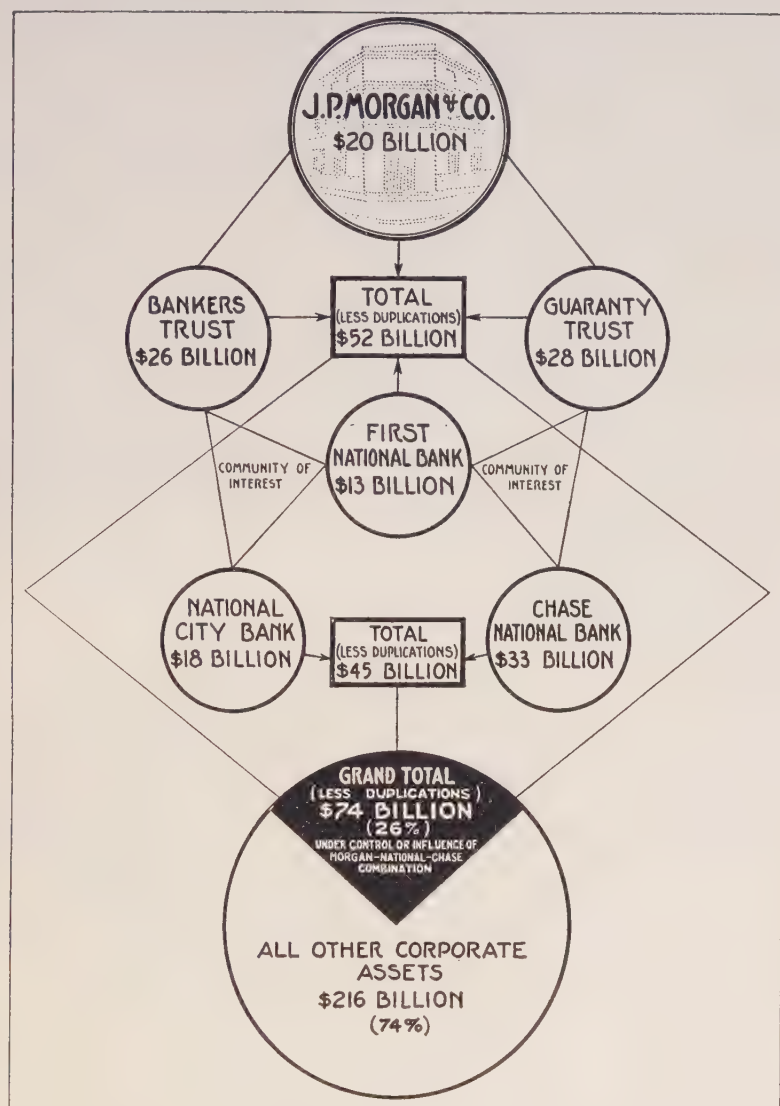 J.P. MORGAN & CO.
$20 BILLION
BANKERS
TRUST
$26 BILLION
TOTAL
(LESS DUPLICATIONS)
$52 BILLION
GUARANTY
TRUST
$28 BILLION
FIRST
NATIONAL BANK
$13 BILLION
COMMUNITY OF
INTEREST
COMMUNITY OF
INTEREST
NATIONAL
CITY BANK
$18 BILLION
TOTAL
(LESS DUPLICATIONS)
$45 BILLION
CHASE
NATIONAL BANK
$33 BILLION
GRAND TOTAL
(LESS DUPLICATIONS)
$74 BILLION
(26%)
UNDER CONTROL OR INFLUENCE OF
MORGAN-NATIONAL-CHASE
COMBINATION
ALL OTHER CORPORATE
ASSETS
$216 BILLION
(74%)